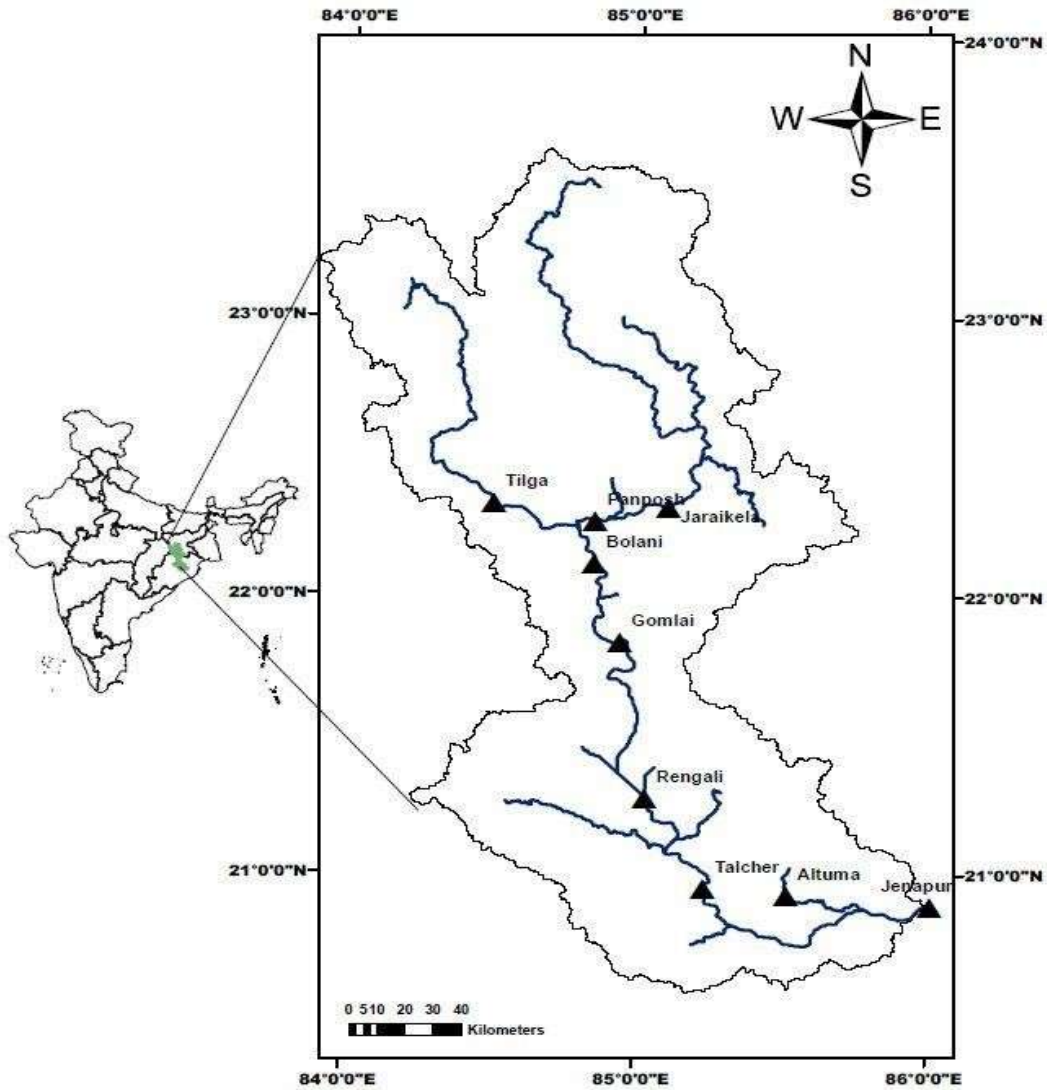 84°0'0"E 85°0'0"E 86°0'0"E
24°0'0"N
N
W E
S
23°0'0"N 23°0'0"N
Tilga
Panposh
Jaraikela
Bolani
22°0'0"N 22°0'0"N
Gomlai
Rengali
21°0'0"N 21°0'0"N
Talcher Altuma
Jenapur
0 510 20 30 40
Kilometers
84°0'0"E 85°0'0"E 86°0'0"E